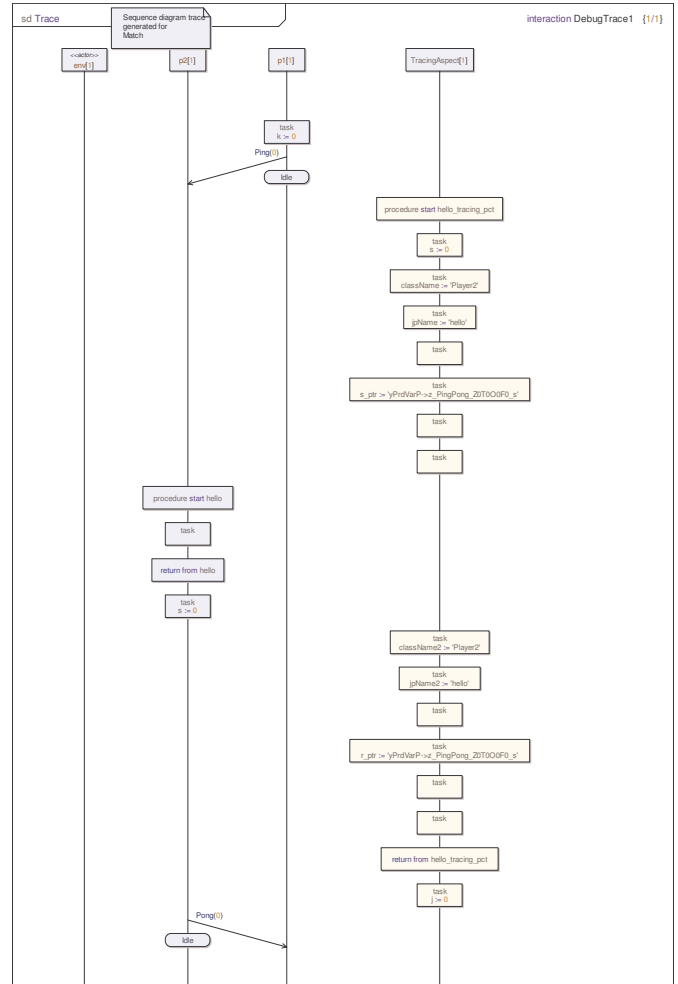 sd Trace
Sequence diagram trace
generated for
Match
interaction DebugTrace1 {1/1}
<<actor>>
env[1]
p2[1]
p1[1]
TracingAspect[1]
task
k := 0
Ping(0)
Idle
procedure start hello_tracing_pct
task
s := 0
task
className := 'Player2'
task
jpName := 'hello'
task
task
s_ptr := 'yPrdVarP->z_PingPong_Z0T0O0F0_s'
task
task
procedure start hello
task
return from hello
task
s := 0
task
className2 := 'Player2'
task
jpName2 := 'hello'
task
task
r_ptr := 'yPrdVarP->z_PingPong_Z0T0O0F0_s'
task
task
return from hello_tracing_pct
task
j := 0
Pong(0)
Idle